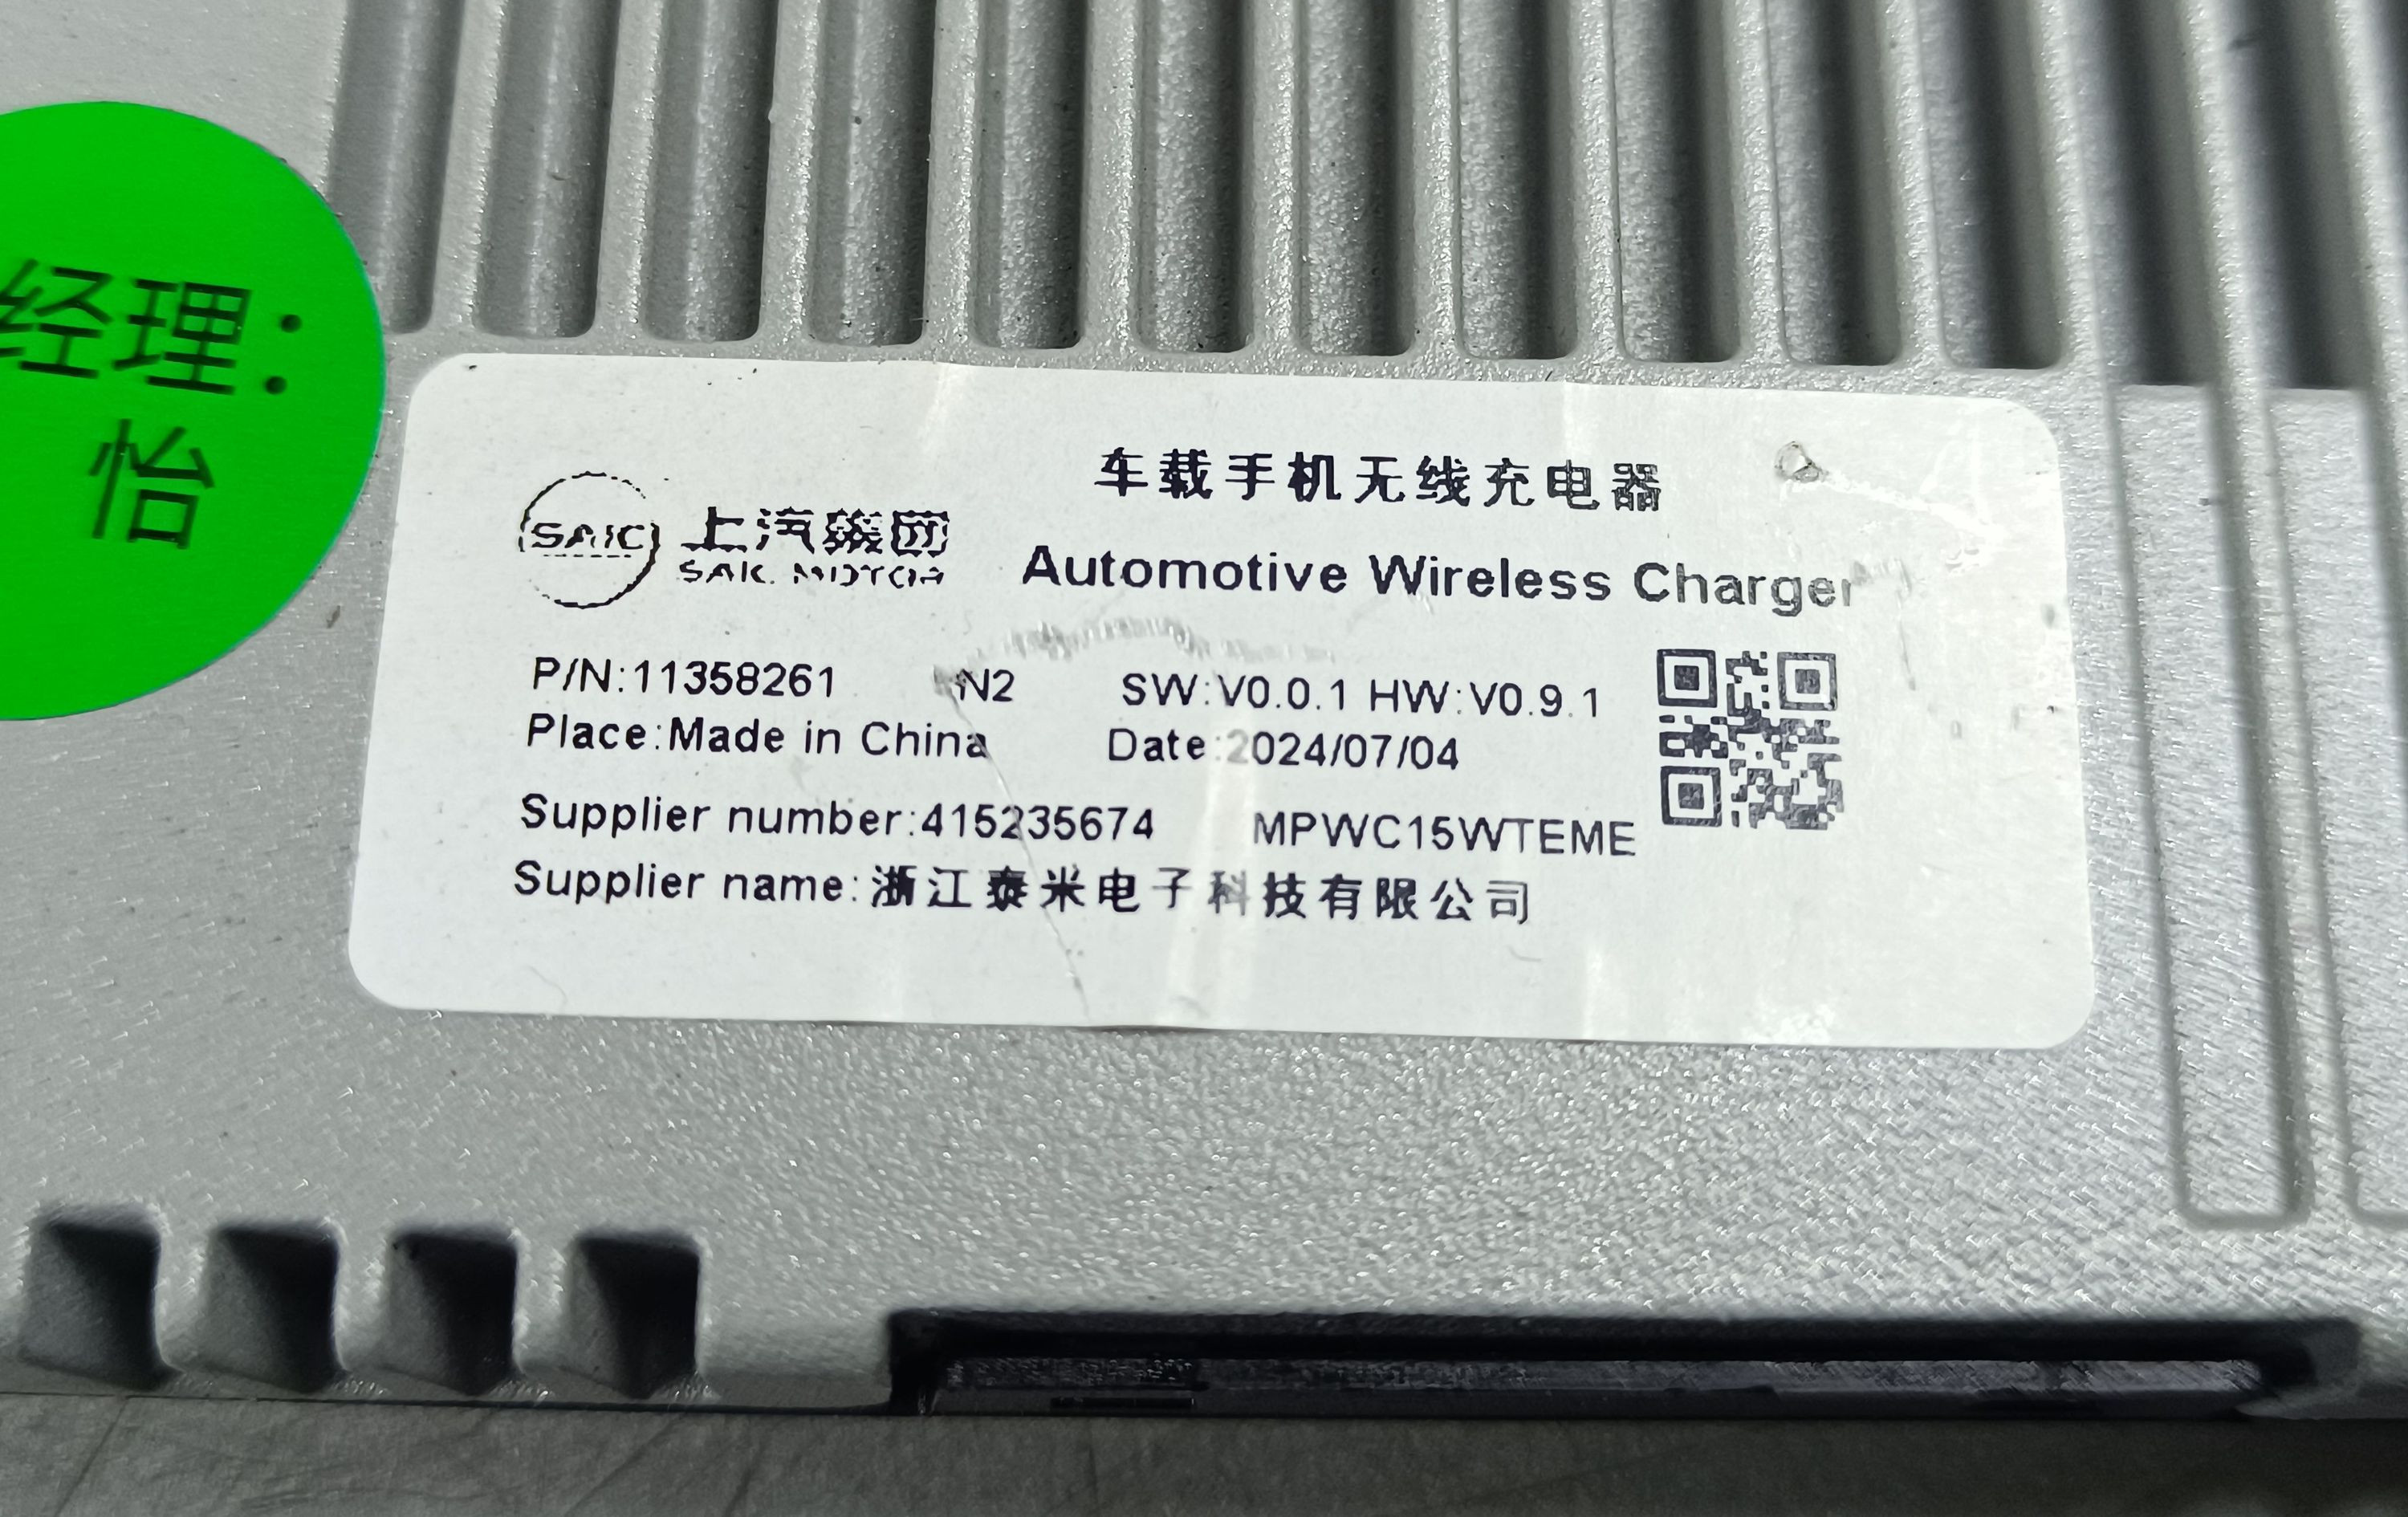 经理：
怡
车载手机无线充电器
SAIC 上汽集团
SAIC MOTOR
Automotive Wireless Charger
P/N:11358261 N2 SW:V0.0.1 HW:V0.9.1
Place:Made in China Date:2024/07/04
Supplier number:415235674 MPWC15WTEME
Supplier name:浙江泰米电子科技有限公司